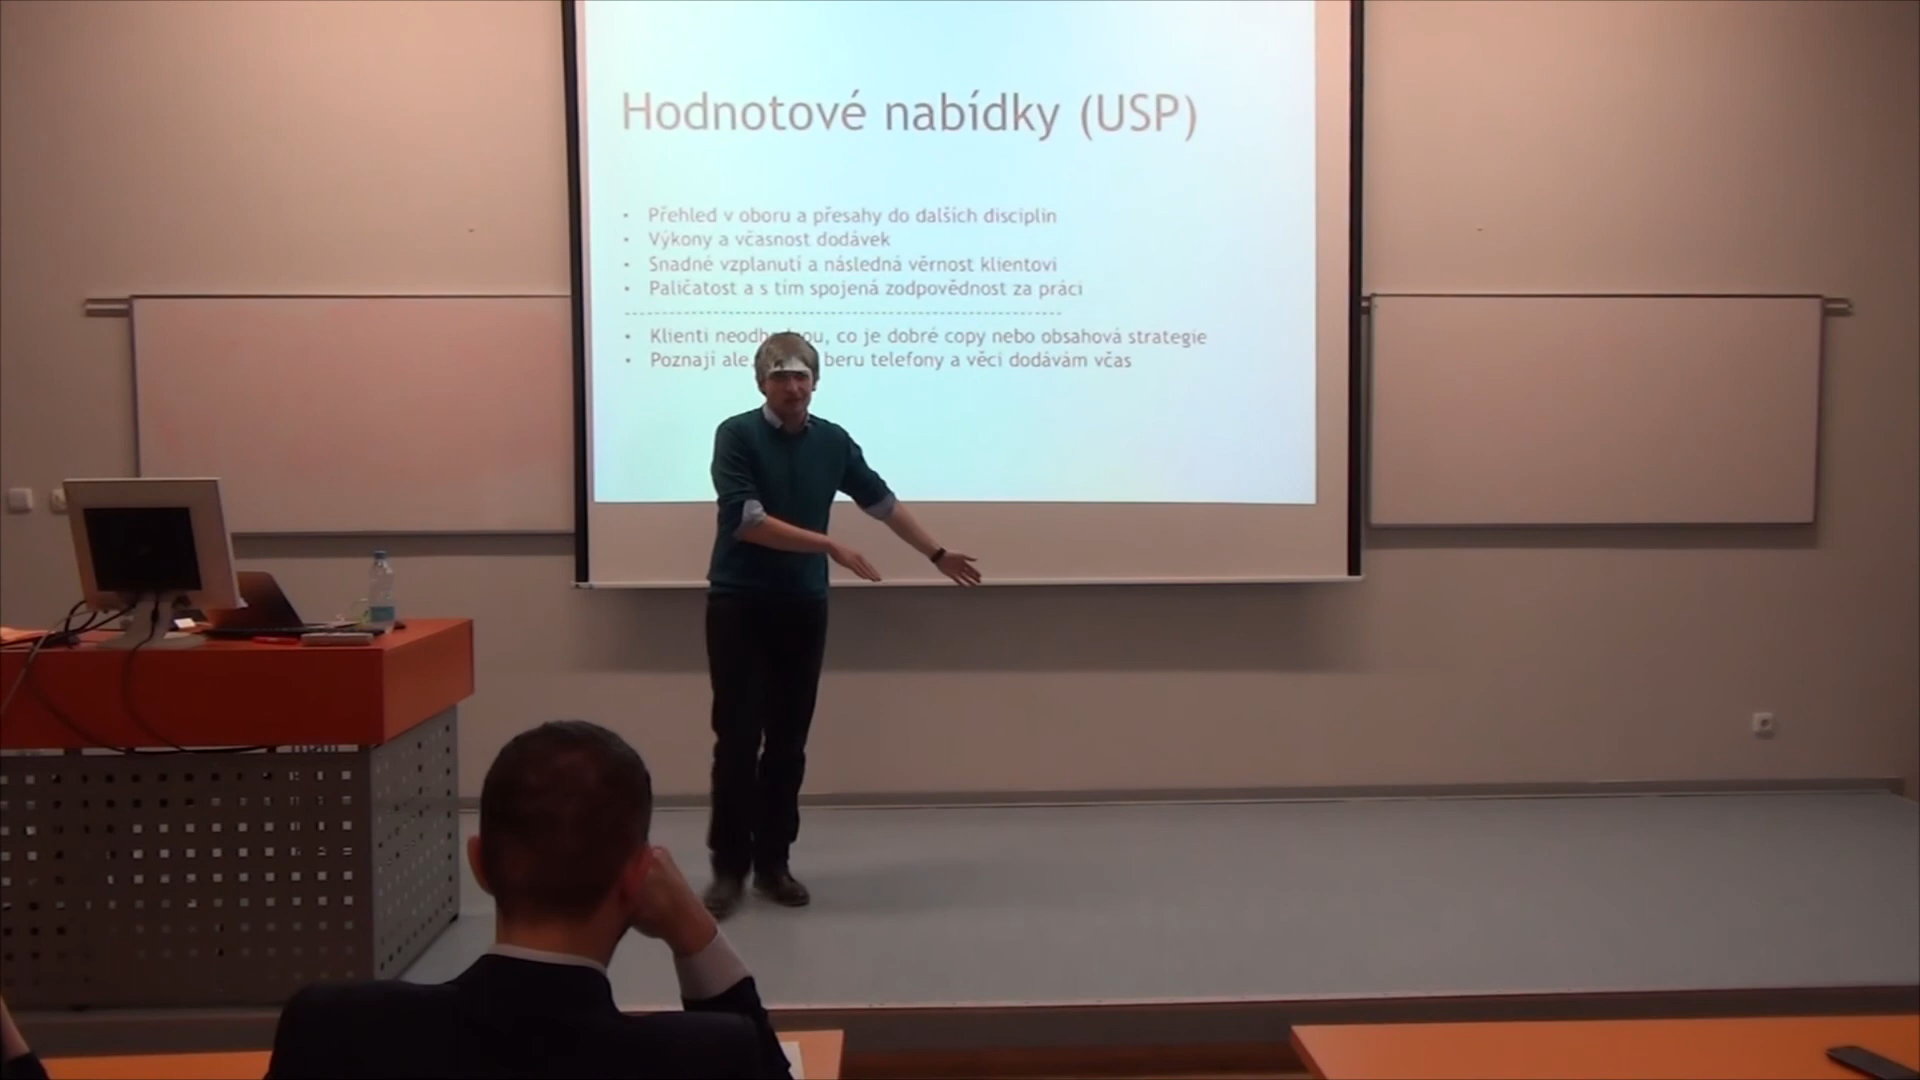 Hodnotové nabídky (USP)
• Přehled v oboru a přesahy do dalších disciplin
• Výkony a včasnost dodávek
• Snadné vzplanutí a následná věrnost klientovi
• Paličatost a s tím spojená zodpovědnost za práci
------------------------------------------------------
• Klienti co je dobré copy nebo obsahová strategie
• Poznají ale beru telefony a věci dodávám včas